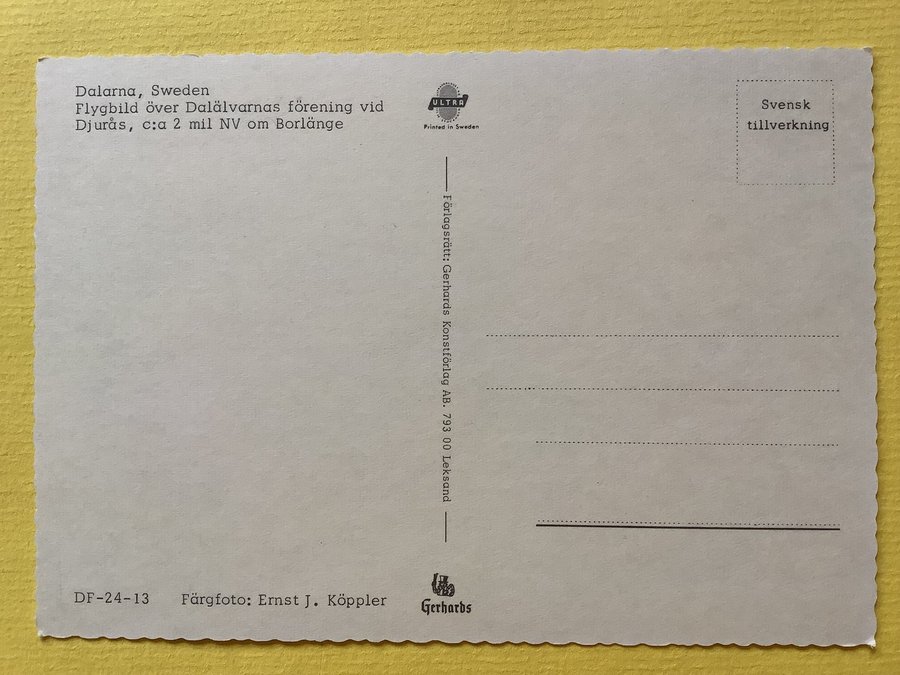 Dalarna, Sweden
Flygbild över Dalälvarnas förening vid
Djurås, c:a 2 mil NV om Borlänge
ULTRA
Printed in Sweden
Svensk
tillverkning
Förlagsrätt: Gerhards Konstförlag AB. 793 00 Leksand
DF-24-13 Färgfoto: Ernst J. Köppler
Gerhards